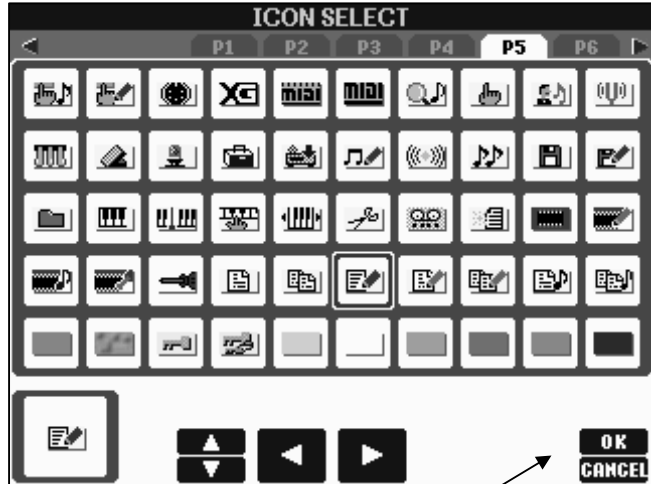 ICON SELECT
P1 P2 P3 P4 P5 P6
XG midi midi
OK
CANCEL